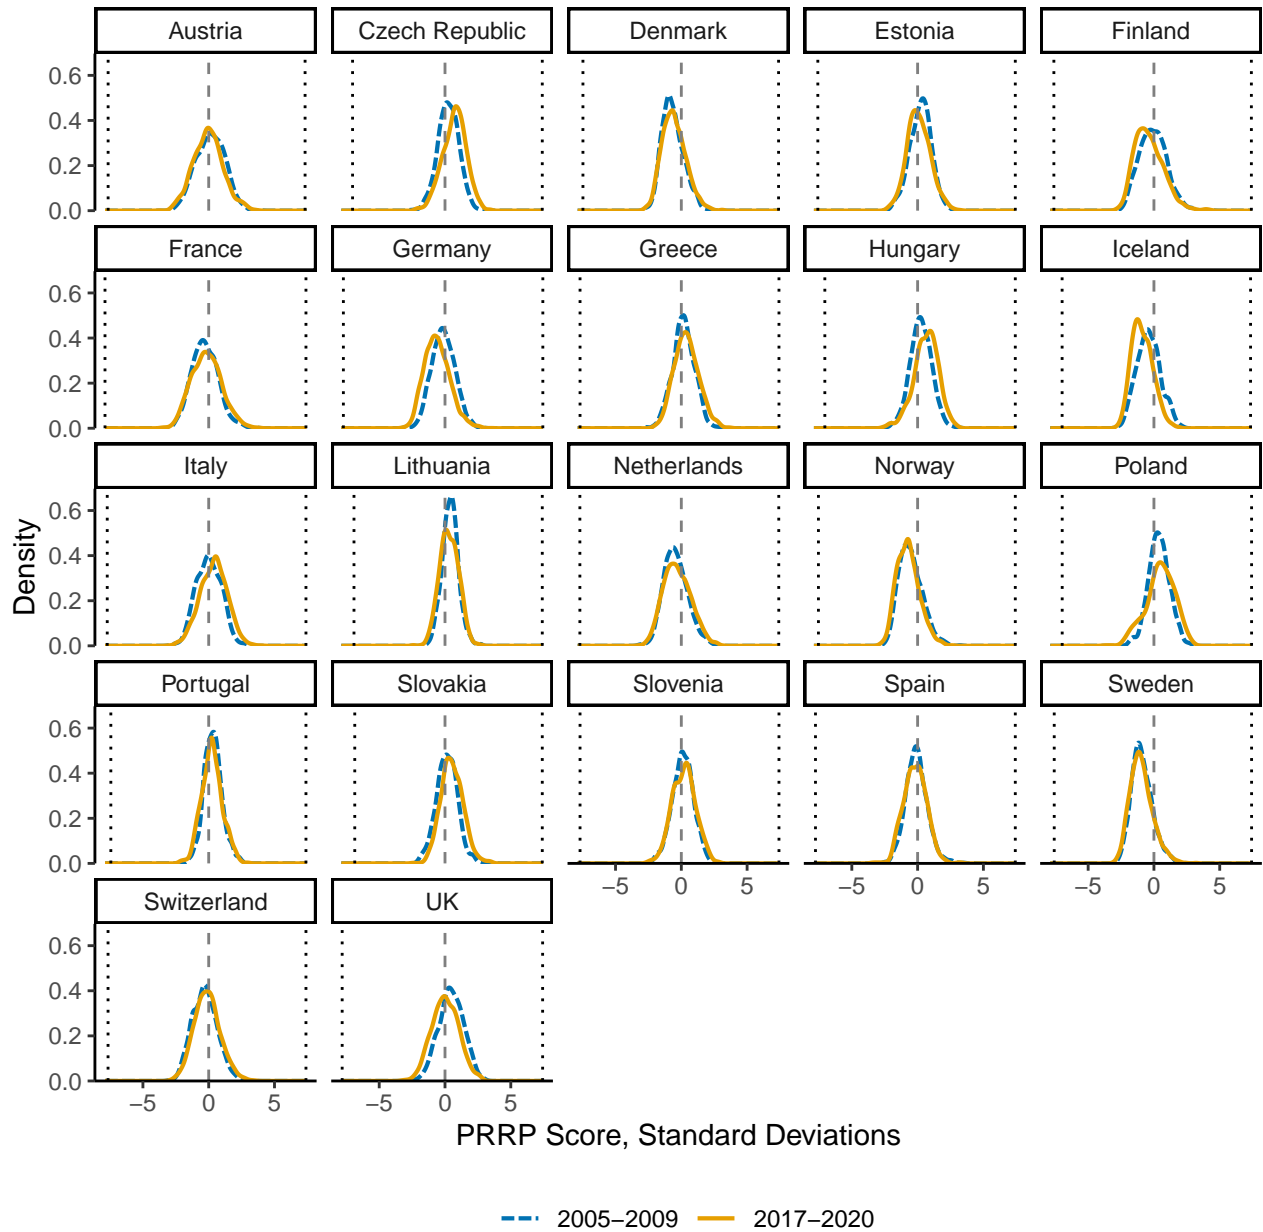 Austria Czech Republic Denmark Estonia Finland
0.6
0.4
0.2
0.0
France Germany Greece Hungary Iceland
0.6
0.4
0.2
0.0
Italy Lithuania Netherlands Norway Poland
0.6
0.4
0.2
0.0
Density
Portugal Slovakia Slovenia Spain Sweden
0.6
0.4
0.2
0.0
−5 0 5 −5 0 5 −5 0 5
Switzerland UK
0.6
0.4
0.2
0.0
−5 0 5 −5 0 5
PRRP Score, Standard Deviations
2005−2009 2017−2020